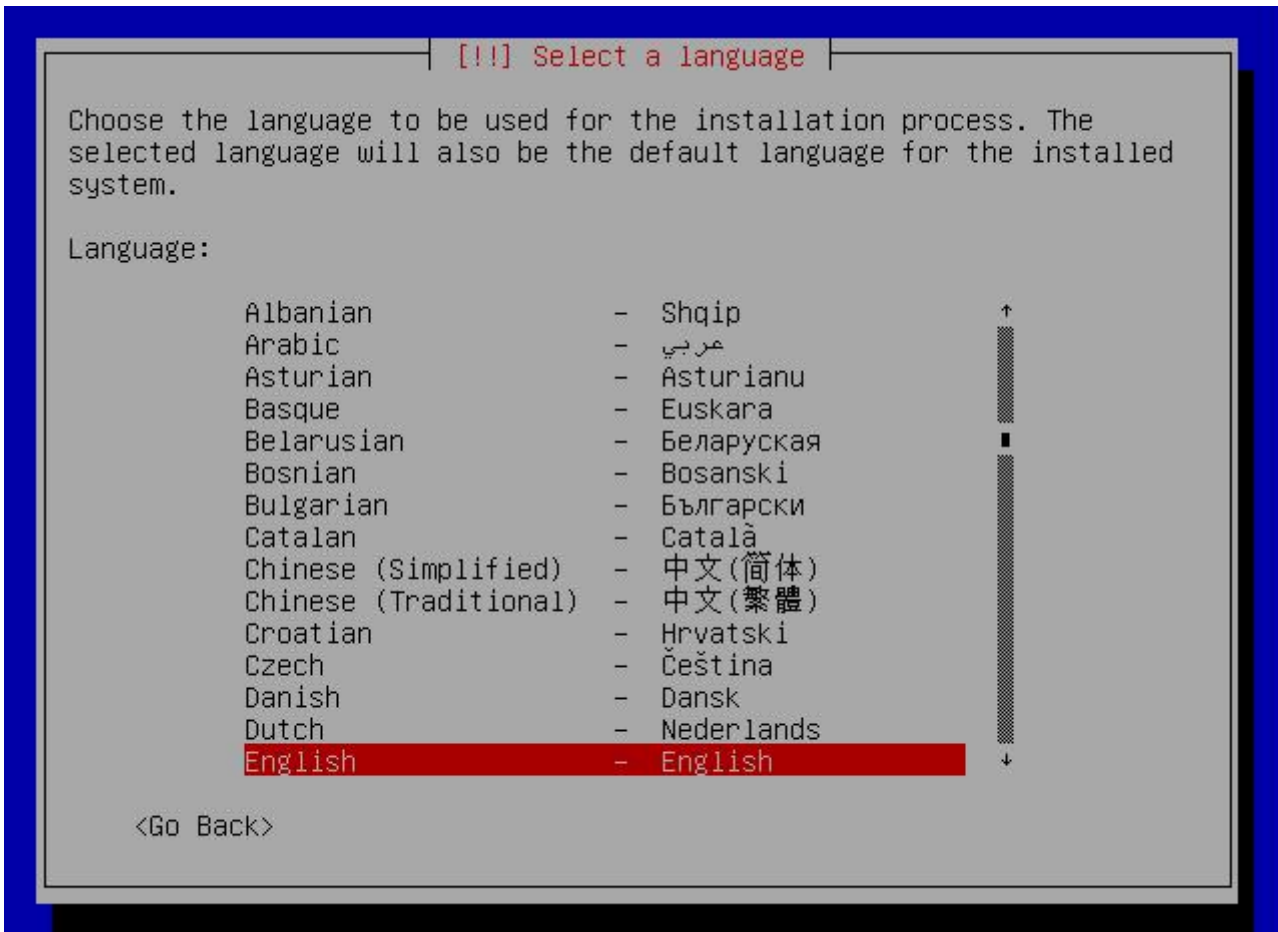 [!!] Select a language
Choose the language to be used for the installation process. The
selected language will also be the default language for the installed
system.
Language:
Albanian - Shqip
Arabic - عربي
Asturian - Asturianu
Basque - Euskara
Belarusian - Беларуская
Bosnian - Bosanski
Bulgarian - Български
Catalan - Català
Chinese (Simplified) - 中文(简体)
Chinese (Traditional) - 中文(繁體)
Croatian - Hrvatski
Czech - Čeština
Danish - Dansk
Dutch - Nederlands
English - English
<Go Back>